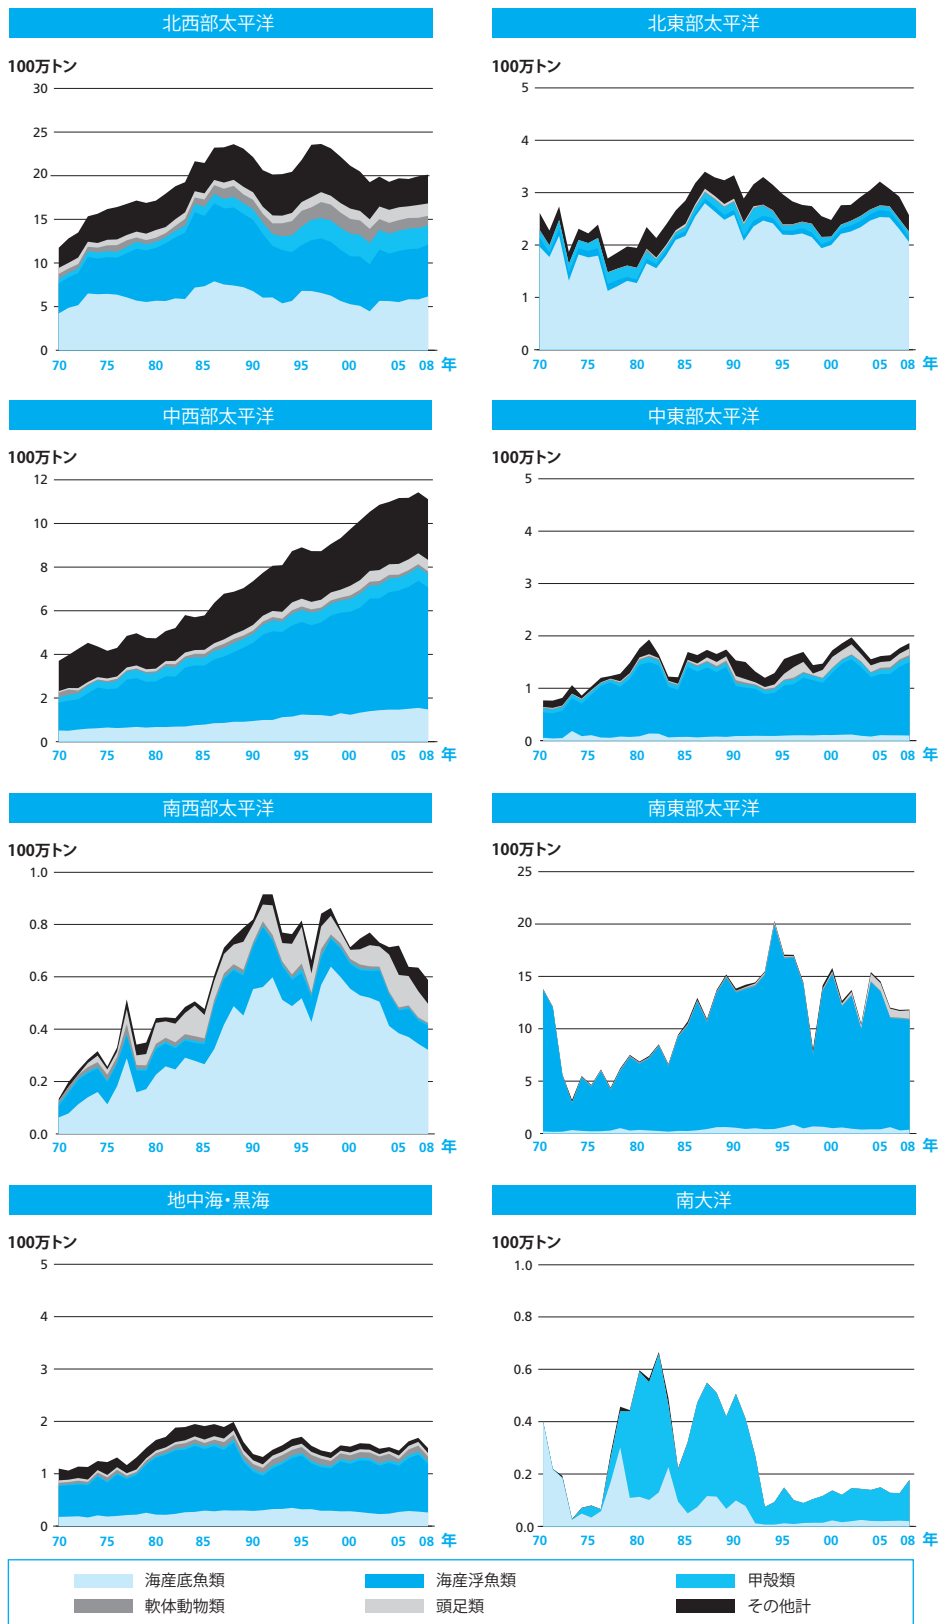 北西部太平洋
100万トン
30
25
20
15
10
5
0
70 75 80 85 90 95 00 05 08 年
北東部太平洋
100万トン
5
4
3
2
1
0
70 75 80 85 90 95 00 05 08 年
中西部太平洋
100万トン
12
10
8
6
4
2
0
70 75 80 85 90 95 00 05 08 年
中東部太平洋
100万トン
5
4
3
2
1
0
70 75 80 85 90 95 00 05 08 年
南西部太平洋
100万トン
1.0
0.8
0.6
0.4
0.2
0.0
70 75 80 85 90 95 00 05 08 年
南東部太平洋
100万トン
25
20
15
10
5
0
70 75 80 85 90 95 00 05 08 年
地中海・黒海
100万トン
5
4
3
2
1
0
70 75 80 85 90 95 00 05 08 年
南大洋
100万トン
1.0
0.8
0.6
0.4
0.2
0.0
70 75 80 85 90 95 00 05 08 年
海産底魚類 海産浮魚類 甲殻類
軟体動物類 頭足類 その他計